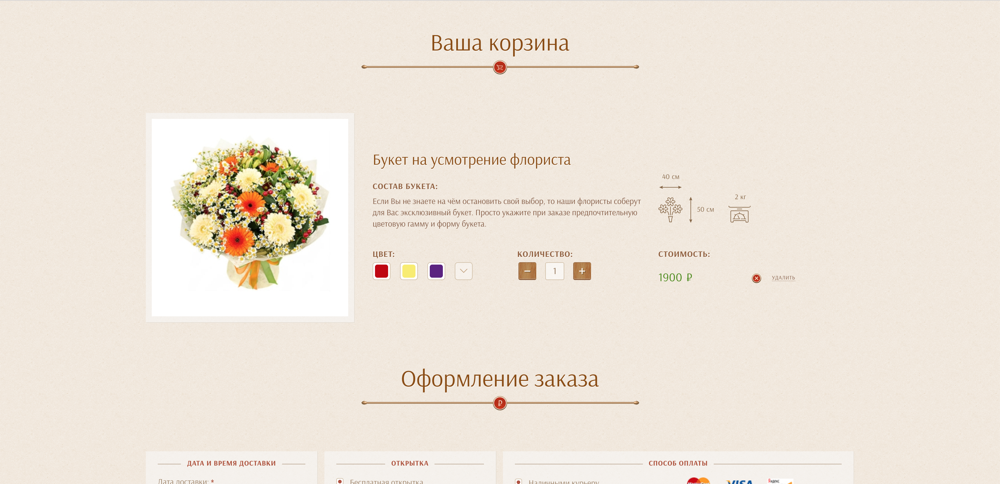 Ваша корзина
Букет на усмотрение флориста
СОСТАВ БУКЕТА:
Если Вы не знаете на чём остановить свой выбор, то наши флористы соберут
для Вас эксклюзивный букет. Просто укажите при заказе предпочтительную
цветовую гамму и форму букета.
40 см
50 см
2 кг
ЦВЕТ:
КОЛИЧЕСТВО:
1
СТОИМОСТЬ:
1900 ₽
УДАЛИТЬ
Оформление заказа
₽
ДАТА И ВРЕМЯ ДОСТАВКИ
Дата доставки: *
ОТКРЫТКА
Бесплатная открытка
СПОСОБ ОПЛАТЫ
Наличными курьеру
MasterCard
VISA
Яндекс